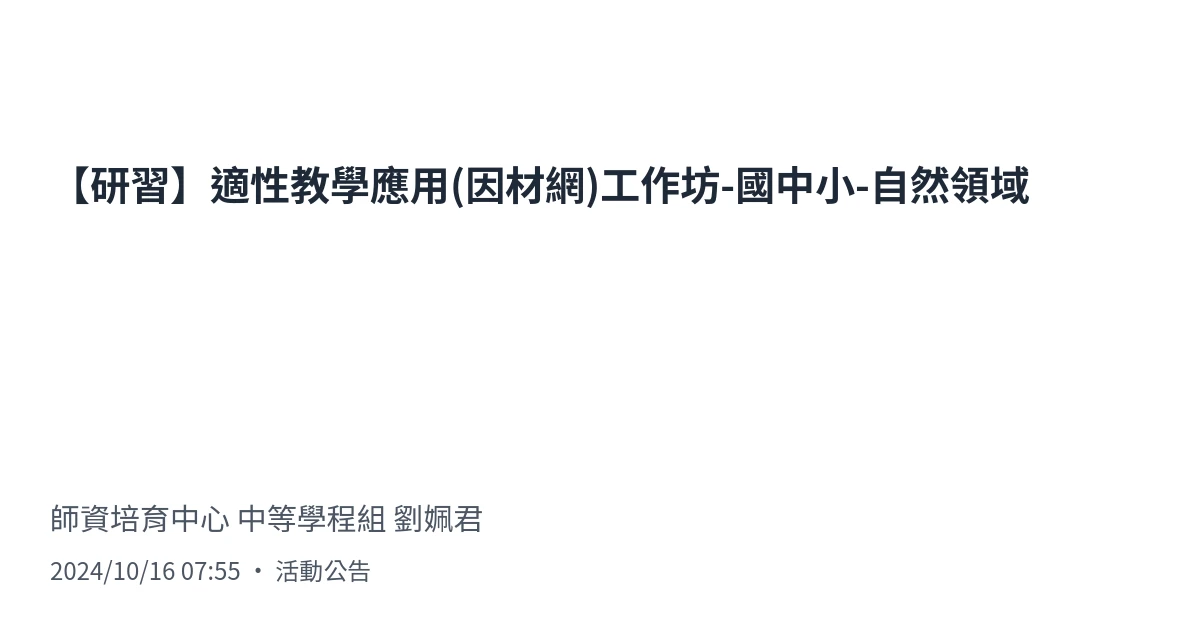 【研習】適性教學應用(因材網)工作坊-國中小-自然領域
師資培育中心 中等學程組 劉姵君
2024/10/16 07:55 • 活動公告